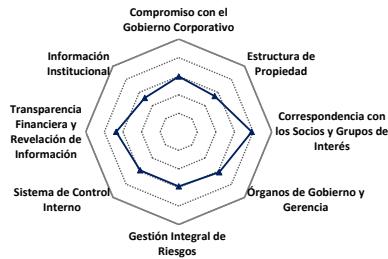 Compromiso con el
Gobierno Corporativo
Información
Institucional
Estructura de
Propiedad
Transparencia
Financiera y
Revelación de
Información
Correspondencia con
los Socios y Grupos de
Interés
Sistema de Control
Interno
Órganos de Gobierno y
Gerencia
Gestión Integral de
Riesgos